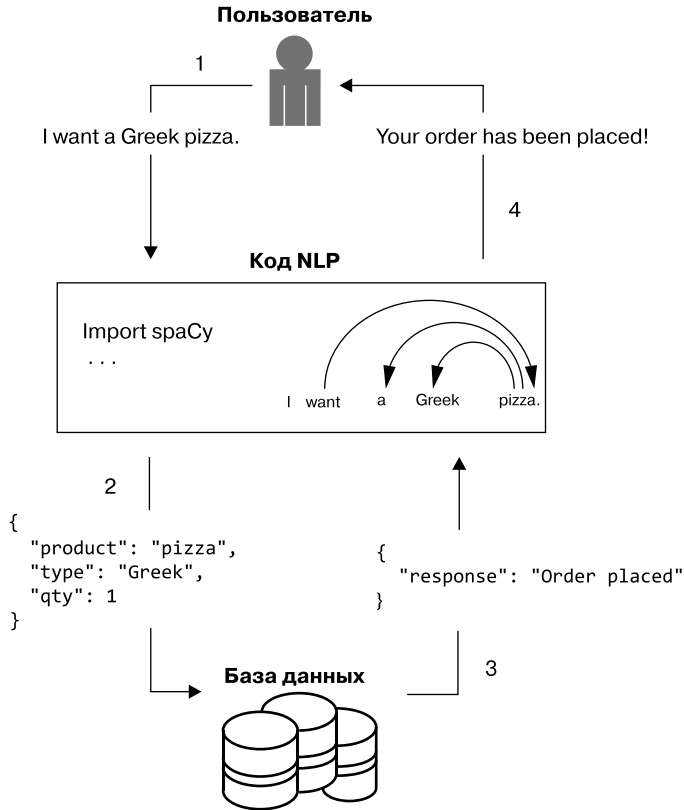 Пользователь
1
I want a Greek pizza.
Your order has been placed!
4
Код NLP
Import spaCy
...
I want a Greek pizza.
2
{
"product": "pizza",
"type": "Greek",
"qty": 1
}
{
"response": "Order placed"
}
3
База данных